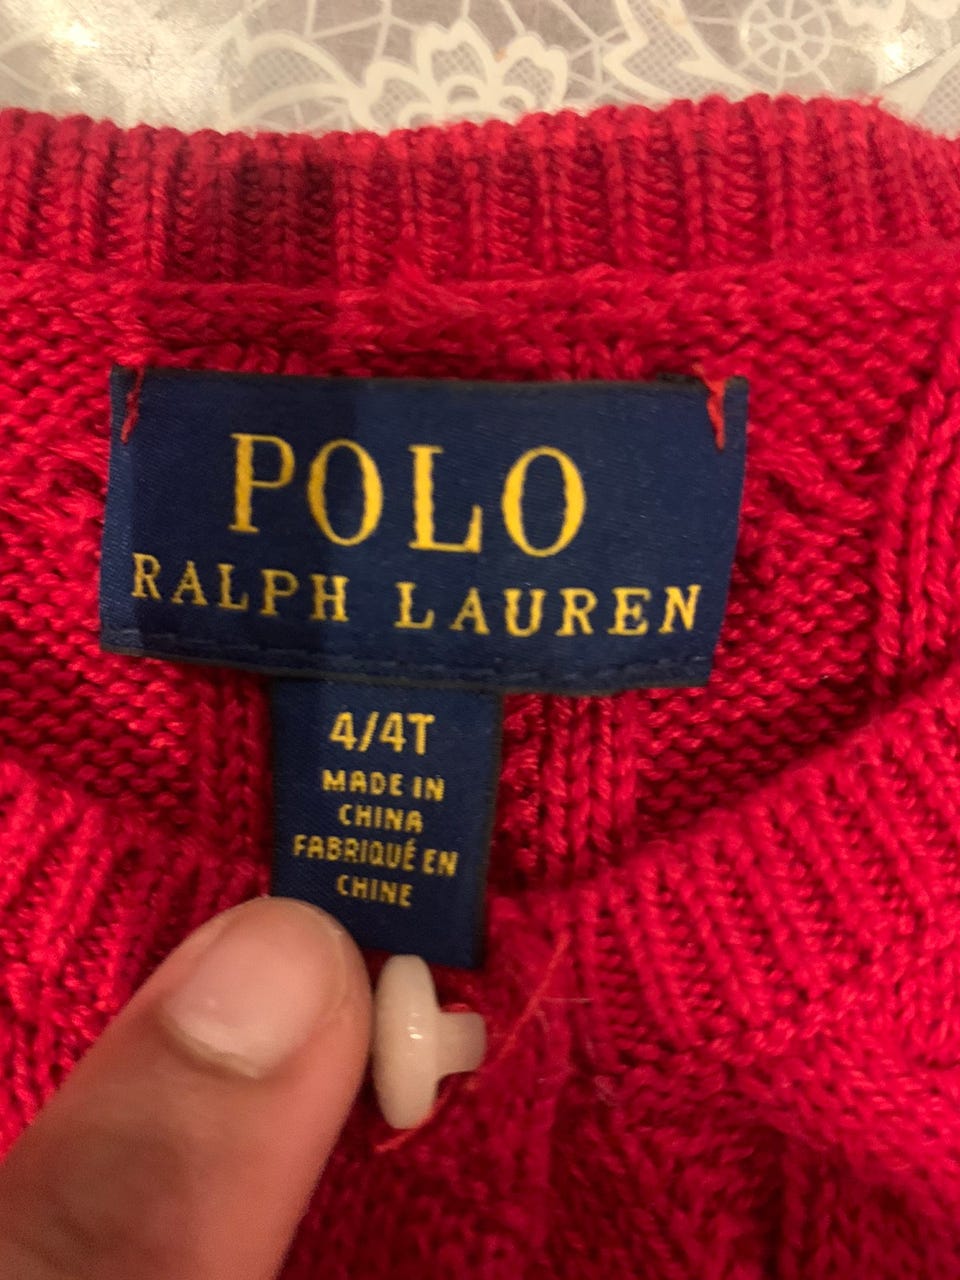 POLO
RALPH LAUREN
4/4T
MADE IN
CHINA
FABRIQUÉ EN
CHINE